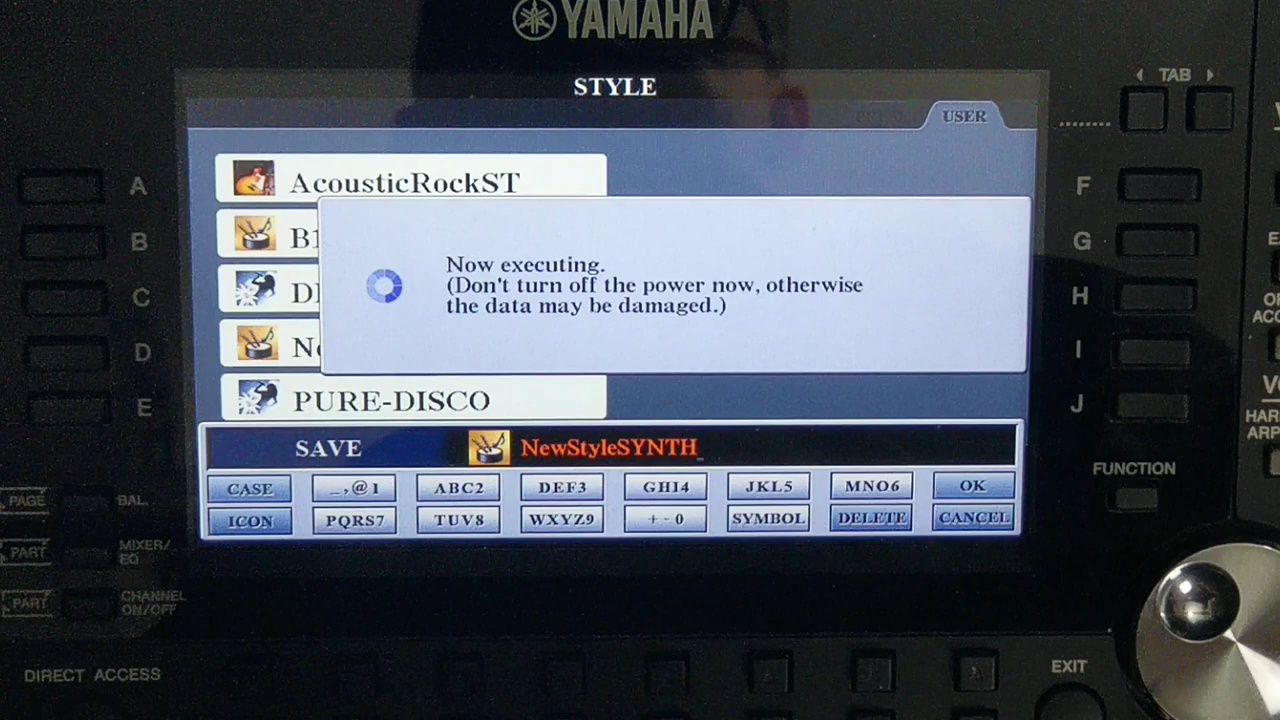 YAMAHA
STYLE
TAB
USER
AcousticRockST
A
F
B
G
C
H
D
I
E
J
Now executing.
(Don't turn off the power now, otherwise
the data may be damaged.)
PURE-DISCO
SAVE
NewStyleSYNTH_
FUNCTION
CASE
_,@1
ABC2
DEF3
GHI4
JKL5
MNO6
OK
ICON
PQRS7
TUV8
WXYZ9
+-0
SYMBOL
DELETE
CANCEL
PAGE
BAL.
PART
MIXER/
EQ
PART
CHANNEL
ON/OFF
DIRECT ACCESS
EXIT